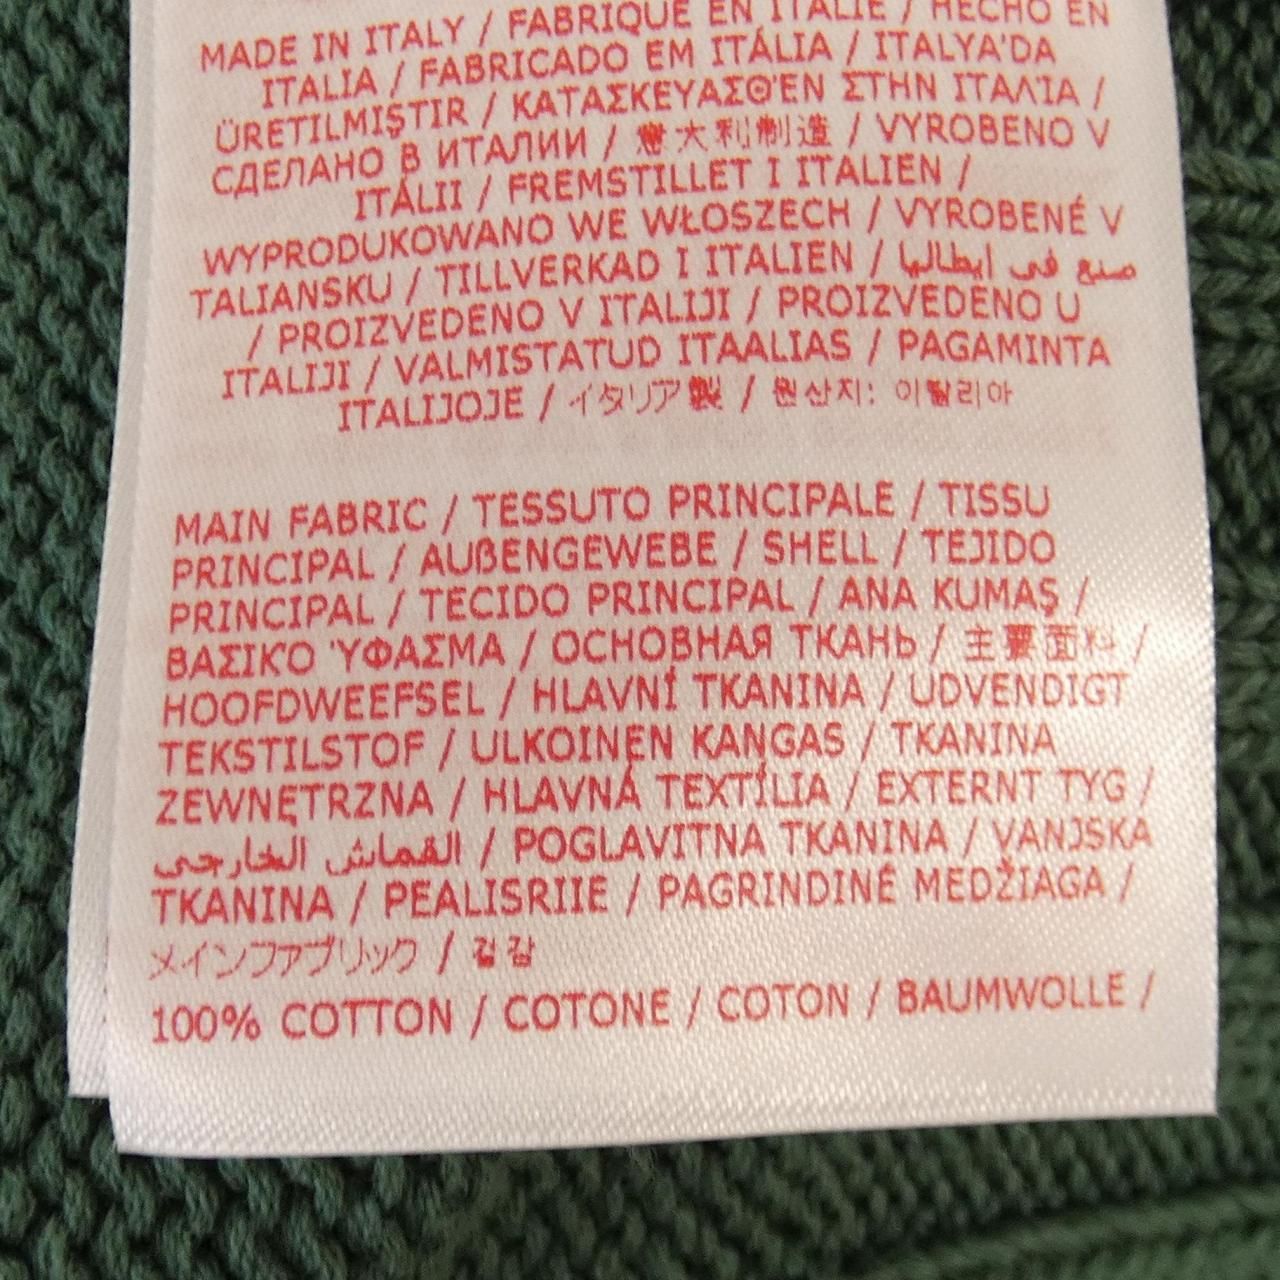 MADE IN ITALY / FABRIQUÉ EN ITALIE / HECHO EN
ITALIA / FABRICADO EM ITÁLIA / ITALYA'DA
ÜRETILMIŞTIR / ΚΑΤΑΣΚΕΥΑΣΘ'ΕΝ ΣΤΗΝ ΙΤΑΛ'ΙΑ /
СДЕЛАНО В ИТАЛИИ / 意大利制造 / VYROBENO V
ITÁLII / FREMSTILLET I ITALIEN /
WYPRODUKOWANO WE WŁOSZECH / VYROBENÉ V
TALIANSKU / TILLVERKAD I ITALIEN / صنع في ايطاليا
/ PROIZVEDENO V ITALIJI / PROIZVEDENO U
ITALIJI / VALMISTATUD ITAALIAS / PAGAMINTA
ITALIJOJE / イタリア製 / 원산지: 이탈리아
MAIN FABRIC / TESSUTO PRINCIPALE / TISSU
PRINCIPAL / AUßENGEWEBE / SHELL / TEJIDO
PRINCIPAL / TECIDO PRINCIPAL / ANA KUMAŞ /
ΒΑΣΙΚ'Ο 'ΥΦΑΣΜΑ / ОСНОВНАЯ ТКАНЬ / 主要面料 /
HOOFDWEEFSEL / HLAVNÍ TKANINA / UDVENDIGT
TEKSTILSTOF / ULKOINEN KANGAS / TKANINA
ZEWNĘTRZNA / HLAVNÁ TEXTÍLIA / EXTERNT TYG /
القماش الخارجي / POGLAVITNA TKANINA / VANJSKA
TKANINA / PEALISRIIE / PAGRINDINĖ MEDŽIAGA /
メインファブリック / 겉감
100% COTTON / COTONE / COTON / BAUMWOLLE /